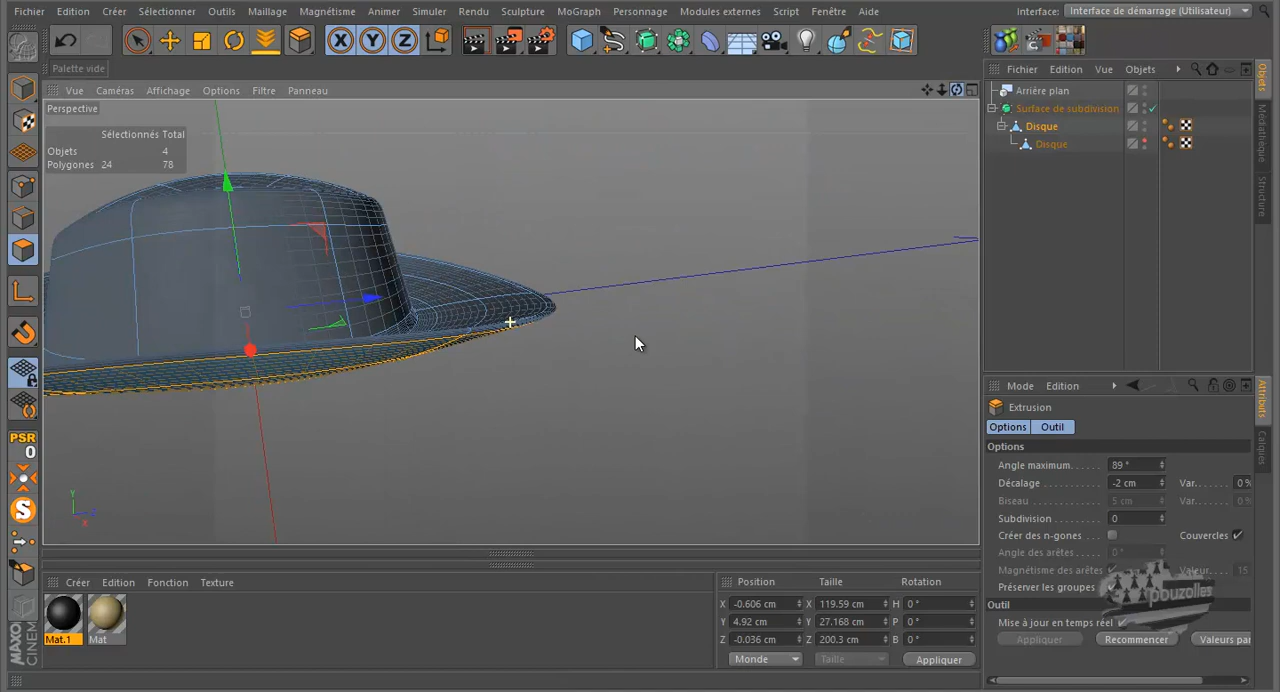 Fichier Edition Créer Sélectionner Outils Maillage Magnétisme Animer Simuler Rendu Sculpture MoGraph Personnage Modules externes Script Fenêtre Aide Interface: Interface de démarrage (Utilisateur)
X Y Z
Palette vide
Fichier Edition Vue Objets
Vue Caméras Affichage Options Filtre Panneau
Perspective
Sélectionnés Total
Objets 4
Polygones 24 78
Arrière plan
Surface de subdivision
Disque
Disque
Objets
Médiathèque
Structure
Mode Edition
Extrusion
Options Outil
Options
Angle maximum 89 °
Décalage -2 cm Var. 0 %
Biseau 5 cm Var. 0 %
Subdivision 0
Créer des n-gones Couvercles
Angle des arêtes 0 °
Magnétisme des arêtes Valeur 15
Préserver les groupes
Outil
Mise à jour en temps réel
Appliquer Recommencer Valeurs par
pbuzolles
Attributs
Calques
PSR
0
S
Y
Z
X
Créer Edition Fonction Texture
Mat.1 Mat
Position Taille Rotation
X -0.606 cm X 119.59 cm H 0 °
Y 4.92 cm Y 27.168 cm P 0 °
Z -0.036 cm Z 200.3 cm B 0 °
Monde Taille Appliquer